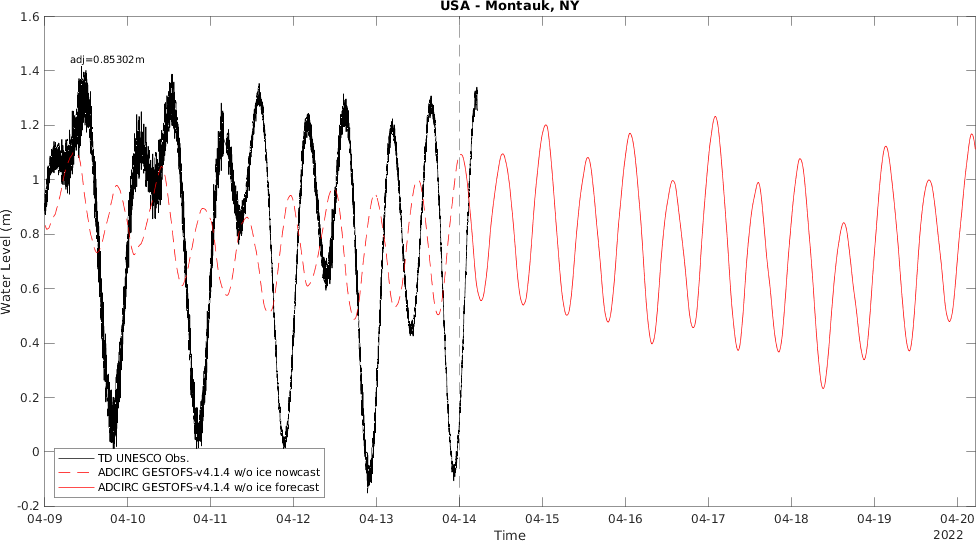 USA - Montauk, NY
adj=0.85302m
Water Level (m)
1.6
1.4
1.2
1
0.8
0.6
0.4
0.2
0
-0.2
TD UNESCO Obs.
ADCIRC GESTOFS-v4.1.4 w/o ice nowcast
ADCIRC GESTOFS-v4.1.4 w/o ice forecast
04-09 04-10 04-11 04-12 04-13 04-14 04-15 04-16 04-17 04-18 04-19 04-20
Time
2022